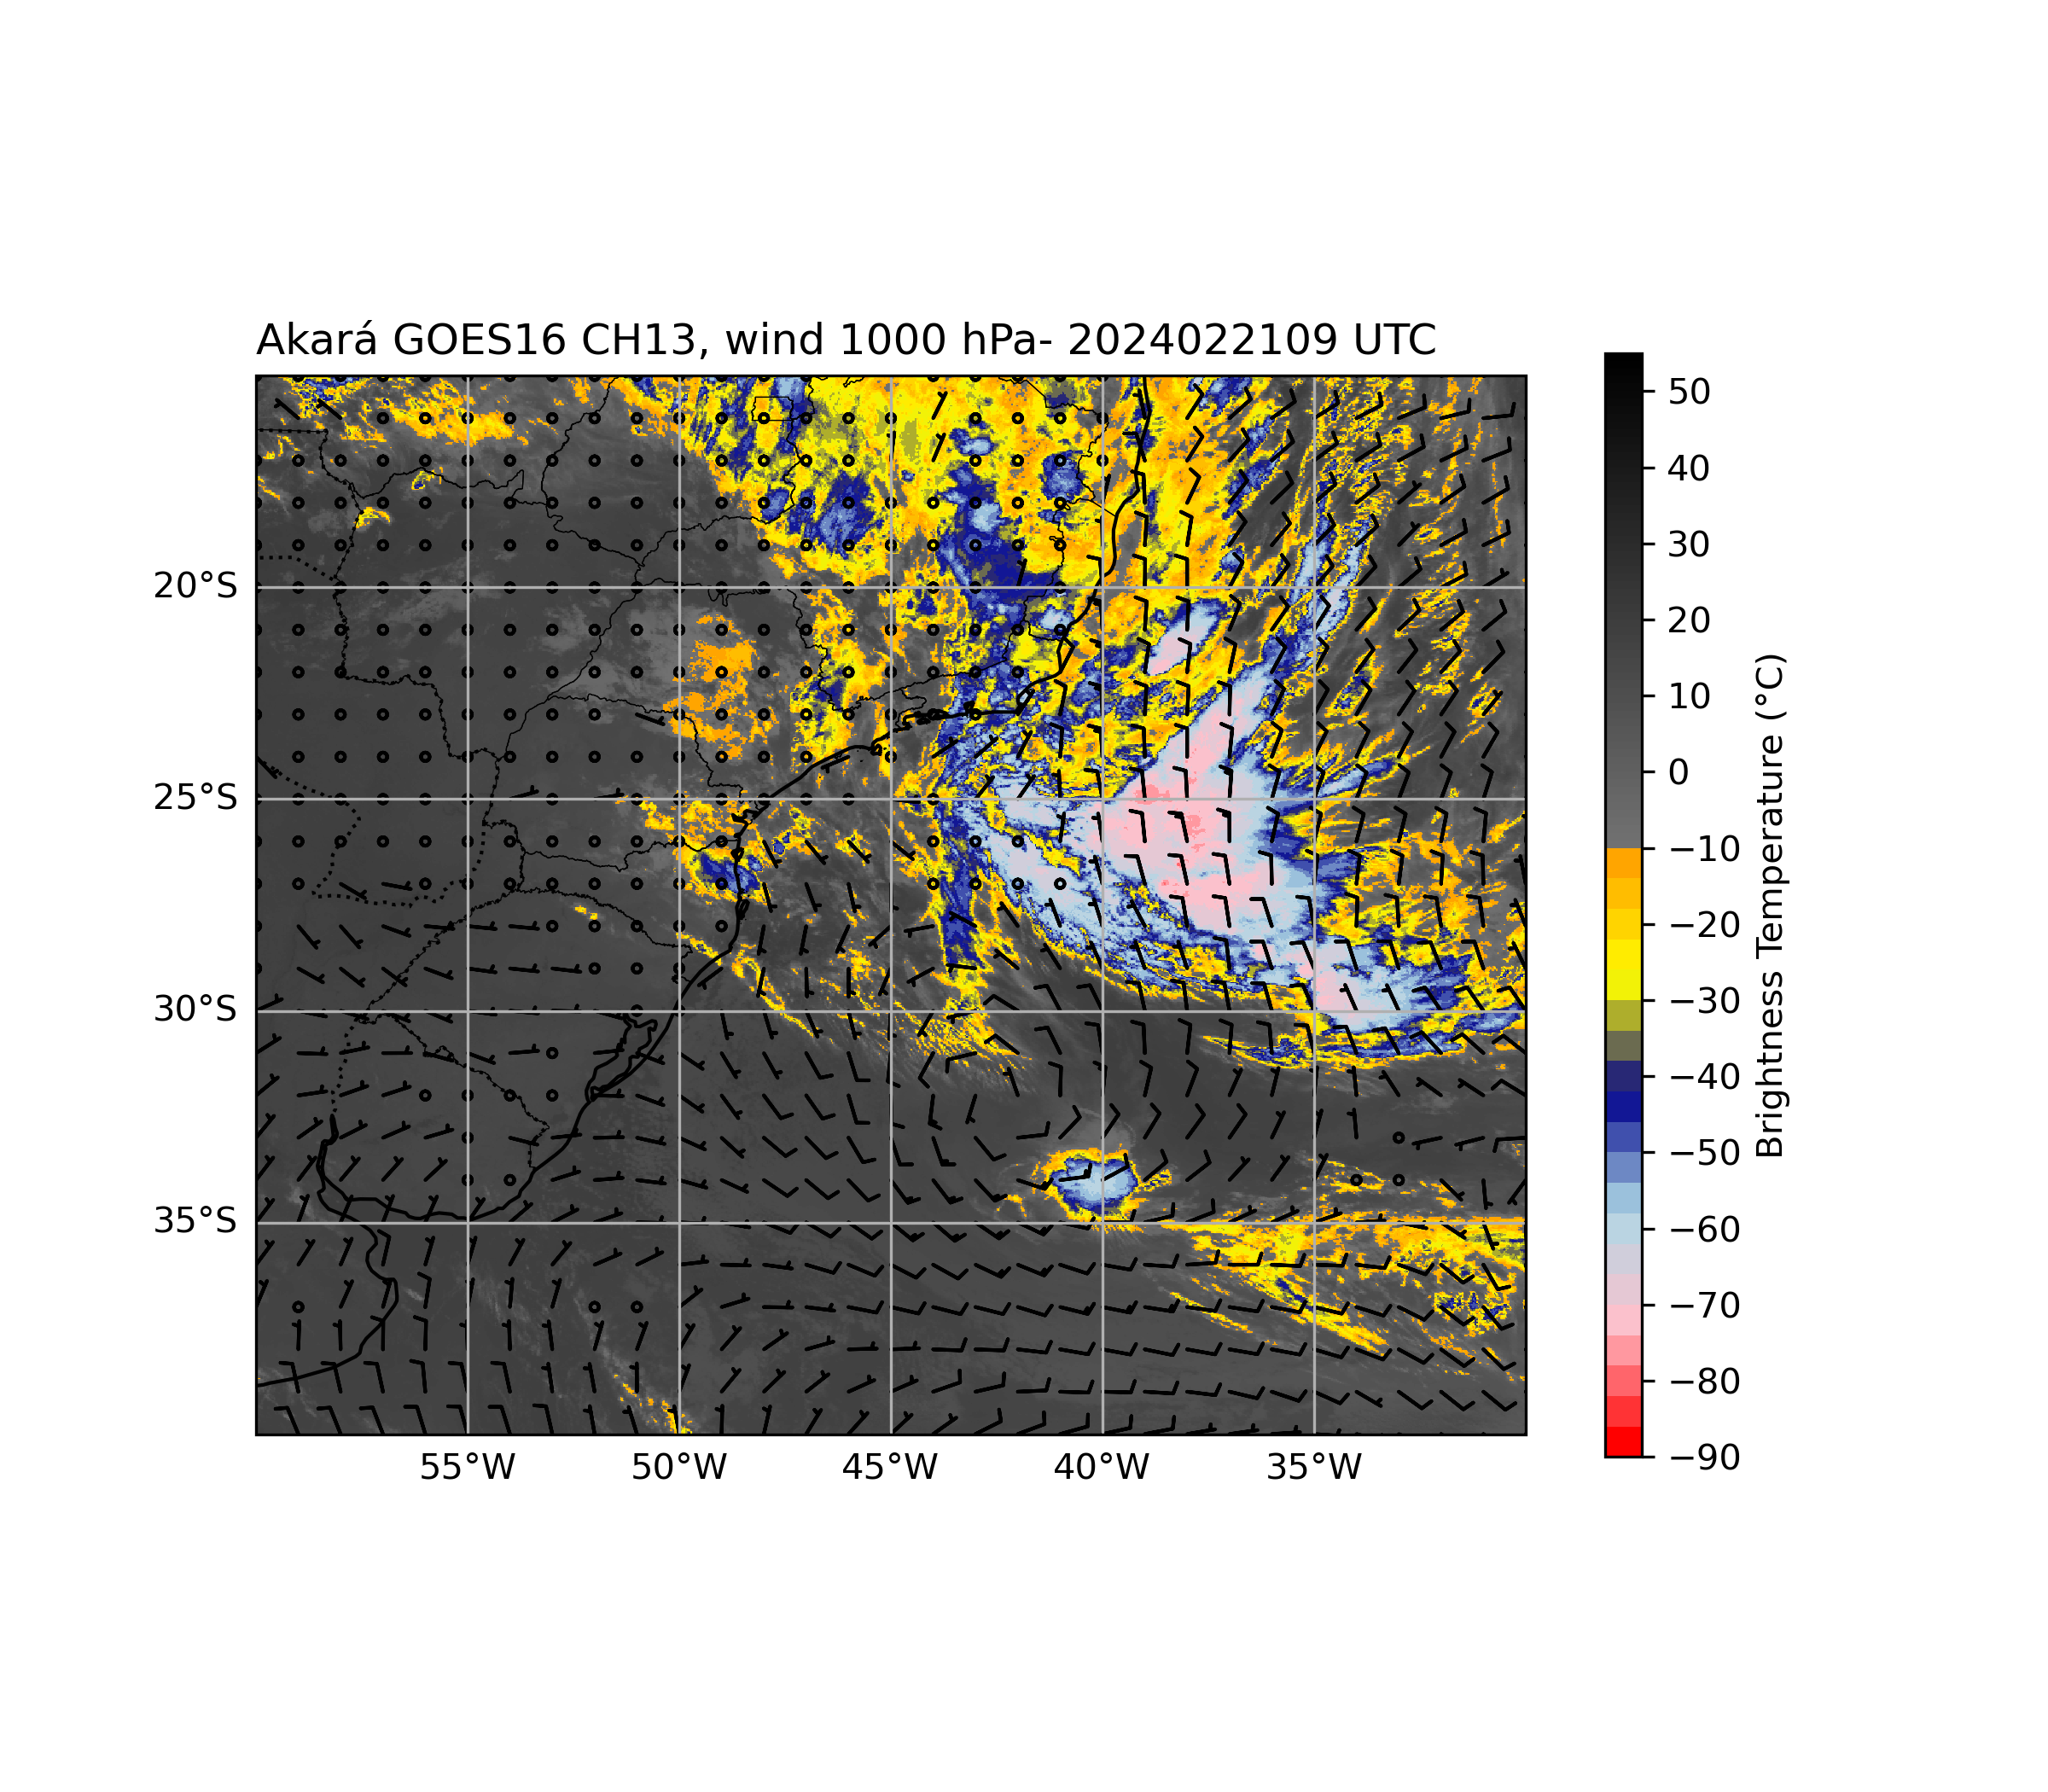 Akará GOES16 CH13, wind 1000 hPa- 2024022109 UTC
20°S
25°S
30°S
35°S
55°W
50°W
45°W
40°W
35°W
50
40
30
20
10
0
−10
−20
−30
−40
−50
−60
−70
−80
−90
Brightness Temperature (°C)